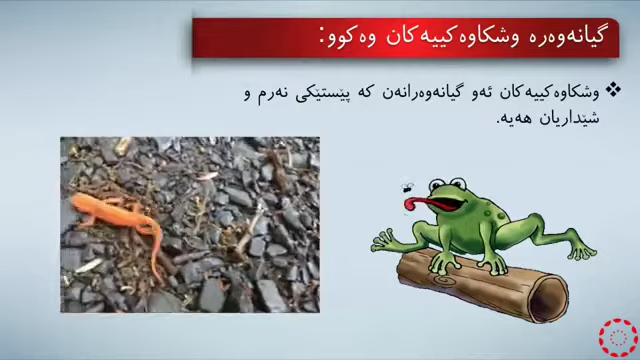 گیانەوەرە وشکاوەکییەکان وەکوو:
❖ وشکاوەکییەکان ئەو گیانەوەرانەن کە پێستێکی نەرم و
شێداریان هەیە.